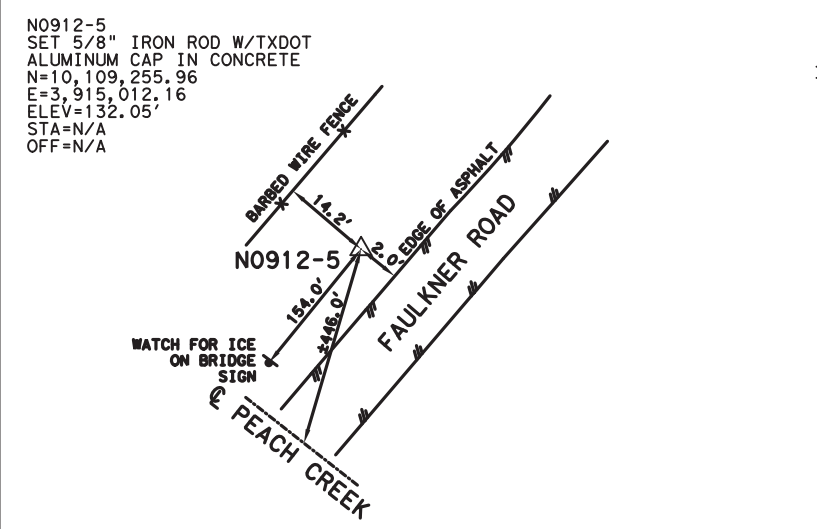 N0912-5
SET 5/8" IRON ROD W/TXDOT
ALUMINUM CAP IN CONCRETE
N=10,109,255.96
E=3,915,012.16
ELEV=132.05'
STA=N/A
OFF=N/A
BARBED WIRE FENCE
14.2'
2.0
EDGE OF ASPHALT
N0912-5
FAULKNER ROAD
154.0'
±446.0'
WATCH FOR ICE
ON BRIDGE
SIGN
℄ PEACH CREEK